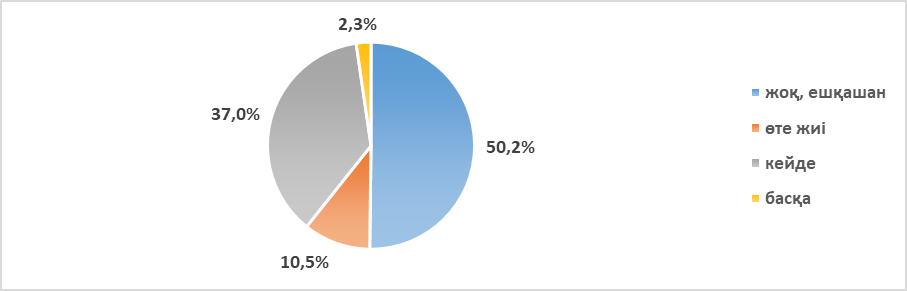 2,3%
37,0%
50,2%
10,5%
жоқ, ешқашан
өте жиі
кейде
басқа